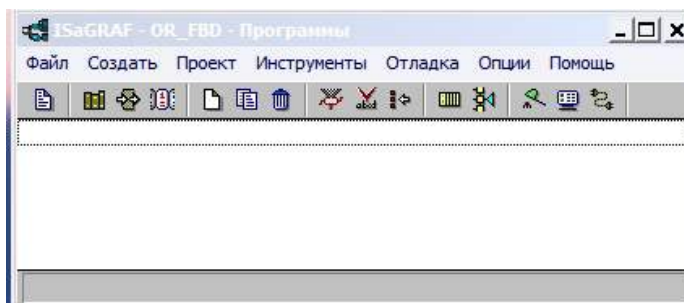 ISaGRAF - OR_FBD - Программы
Файл Создать Проект Инструменты Отладка Опции Помощь